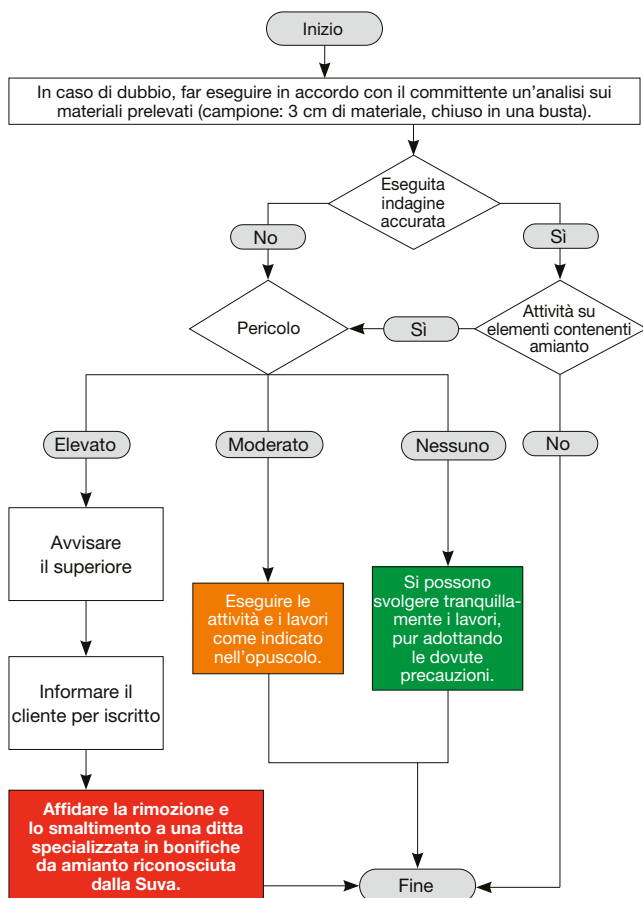 Inizio
In caso di dubbio, far eseguire in accordo con il committente un’analisi sui
materiali prelevati (campione: 3 cm di materiale, chiuso in una busta).
Eseguita
indagine
accurata
No
Sì
Pericolo
Sì
Attività su
elementi contenenti
amianto
Elevato
Moderato
Nessuno
No
Avvisare
il superiore
Eseguire le
attività e i lavori
come indicato
nell’opuscolo.
Si possono
svolgere tranquilla-
mente i lavori,
pur adottando
le dovute
precauzioni.
Informare il
cliente per iscritto
Affidare la rimozione e
lo smaltimento a una ditta
specializzata in bonifiche
da amianto riconosciuta
dalla Suva.
Fine